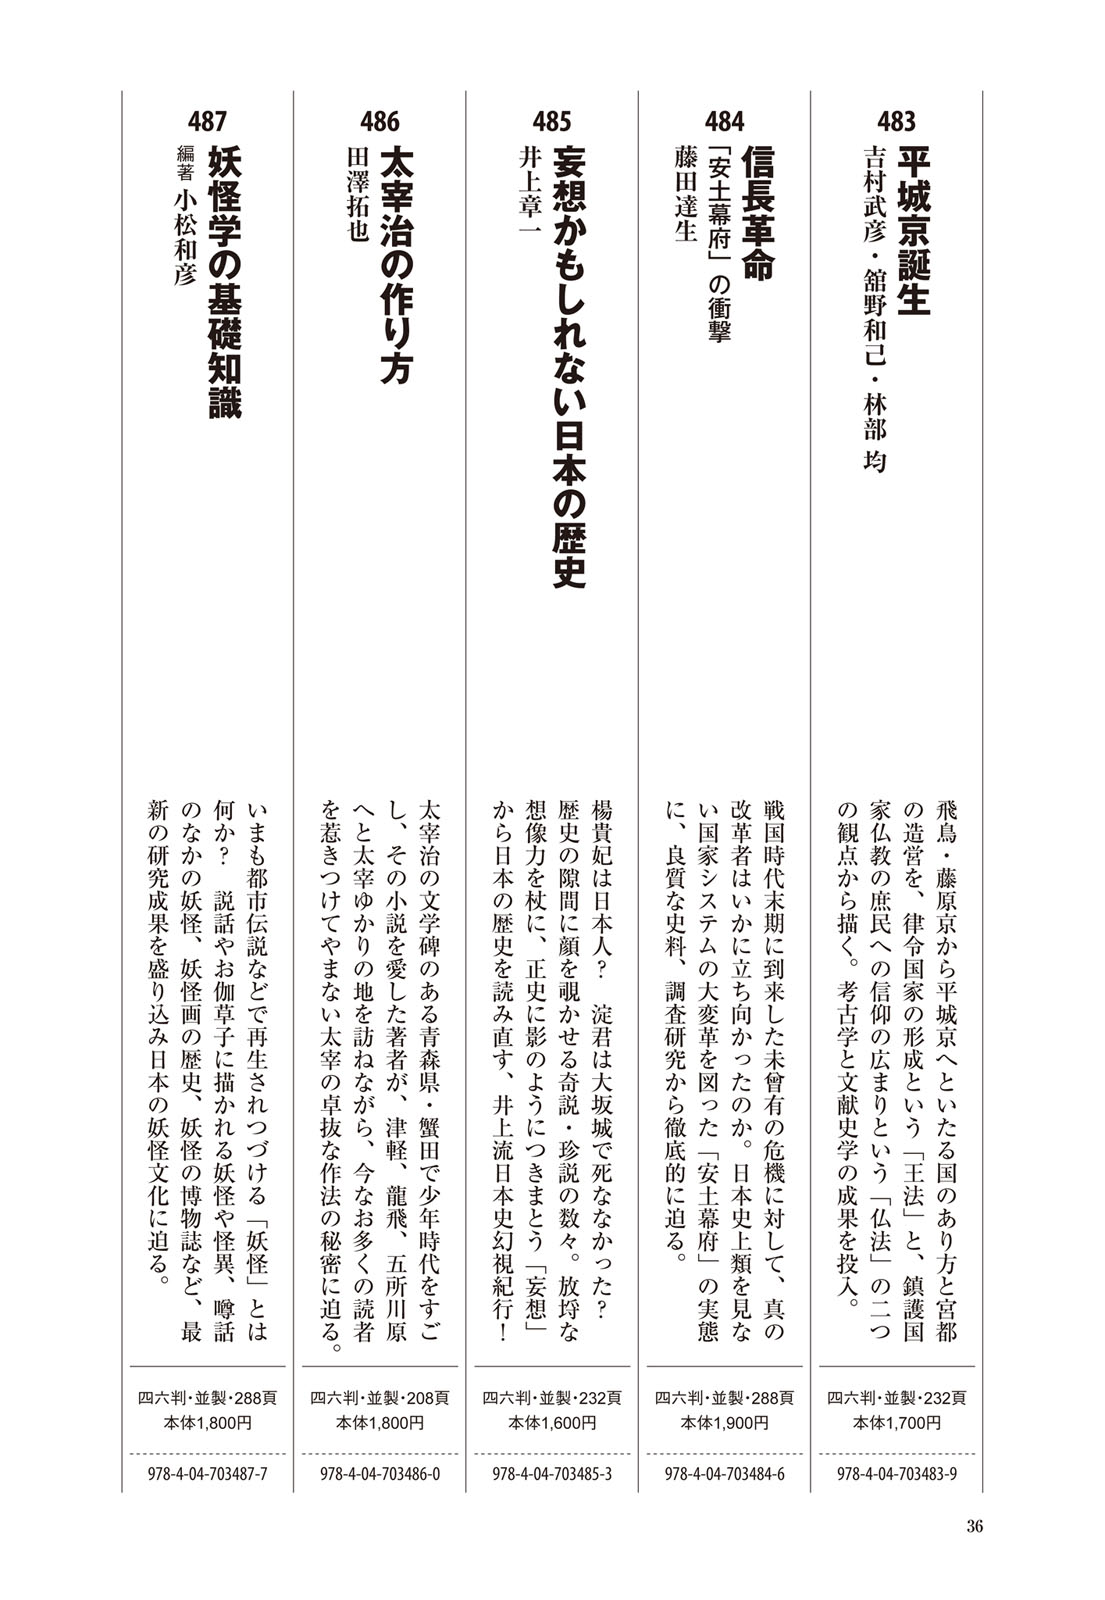 483
平城京誕生
吉村武彦・舘野和己・林部 均
飛鳥・藤原京から平城京へといたる国のあり方と宮都
の造営を、律令国家の形成という「王法」と、鎮護国
家仏教の庶民への信仰の広まりという「仏法」の二つ
の観点から描く。考古学と文献史学の成果を投入。
四六判・並製・232頁
本体1,700円
978-4-04-703483-9
484
信長革命
「安土幕府」の衝撃
藤田達生
戦国時代末期に到来した未曾有の危機に対して、真の
改革者はいかに立ち向かったのか。日本史上類を見な
い国家システムの大変革を図った「安土幕府」の実態
に、良質な史料、調査研究から徹底的に迫る。
四六判・並製・288頁
本体1,900円
978-4-04-703484-6
485
妄想かもしれない日本の歴史
井上章一
楊貴妃は日本人？　淀君は大坂城で死ななかった？
歴史の隙間に顔を覗かせる奇説・珍説の数々。放埒な
想像力を杖に、正史に影のようにつきまとう「妄想」
から日本の歴史を読み直す、井上流日本史幻視紀行！
四六判・並製・232頁
本体1,600円
978-4-04-703485-3
486
太宰治の作り方
田澤拓也
太宰治の文学碑のある青森県・蟹田で少年時代をすご
し、その小説を愛した著者が、津軽、龍飛、五所川原
へと太宰ゆかりの地を訪ねながら、今なお多くの読者
を惹きつけてやまない太宰の卓抜な作法の秘密に迫る。
四六判・並製・208頁
本体1,800円
978-4-04-703486-0
487
妖怪学の基礎知識
編著 小松和彦
いまも都市伝説などで再生されつづける「妖怪」とは
何か？　説話やお伽草子に描かれる妖怪や怪異、噂話
のなかの妖怪、妖怪画の歴史、妖怪の博物誌など、最
新の研究成果を盛り込み日本の妖怪文化に迫る。
四六判・並製・288頁
本体1,800円
978-4-04-703487-7
36